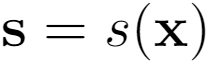 𝐬 = 𝑠(𝐱)